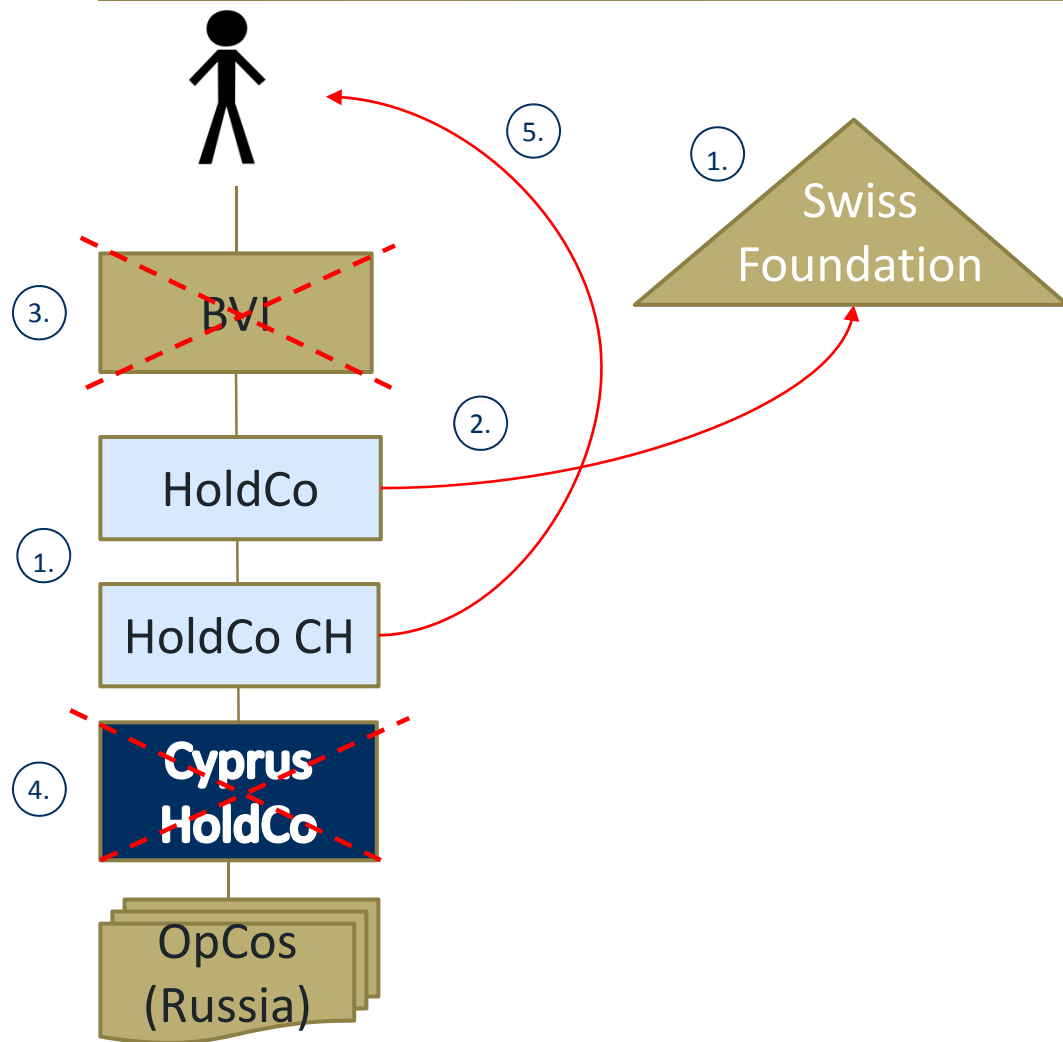 5.
1.
Swiss
Foundation
3.
BVI
2.
HoldCo
1.
HoldCo CH
4.
Cyprus
HoldCo
OpCos
(Russia)